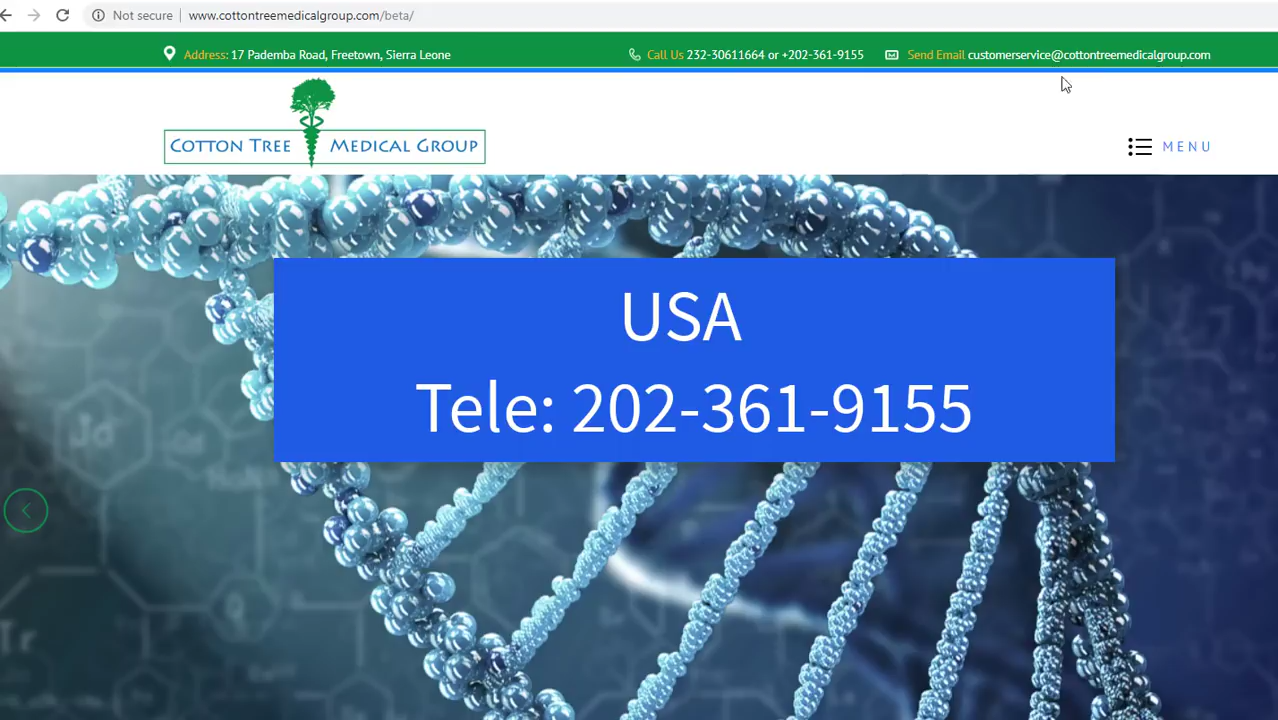 Not secure | www.cottontreemedicalgroup.com/beta/
Address: 17 Pademba Road, Freetown, Sierra Leone
Call Us 232-30611664 or +202-361-9155
Send Email customerservice@cottontreemedicalgroup.com
COTTON TREE MEDICAL GROUP
MENU
USA
Tele: 202-361-9155
Tr